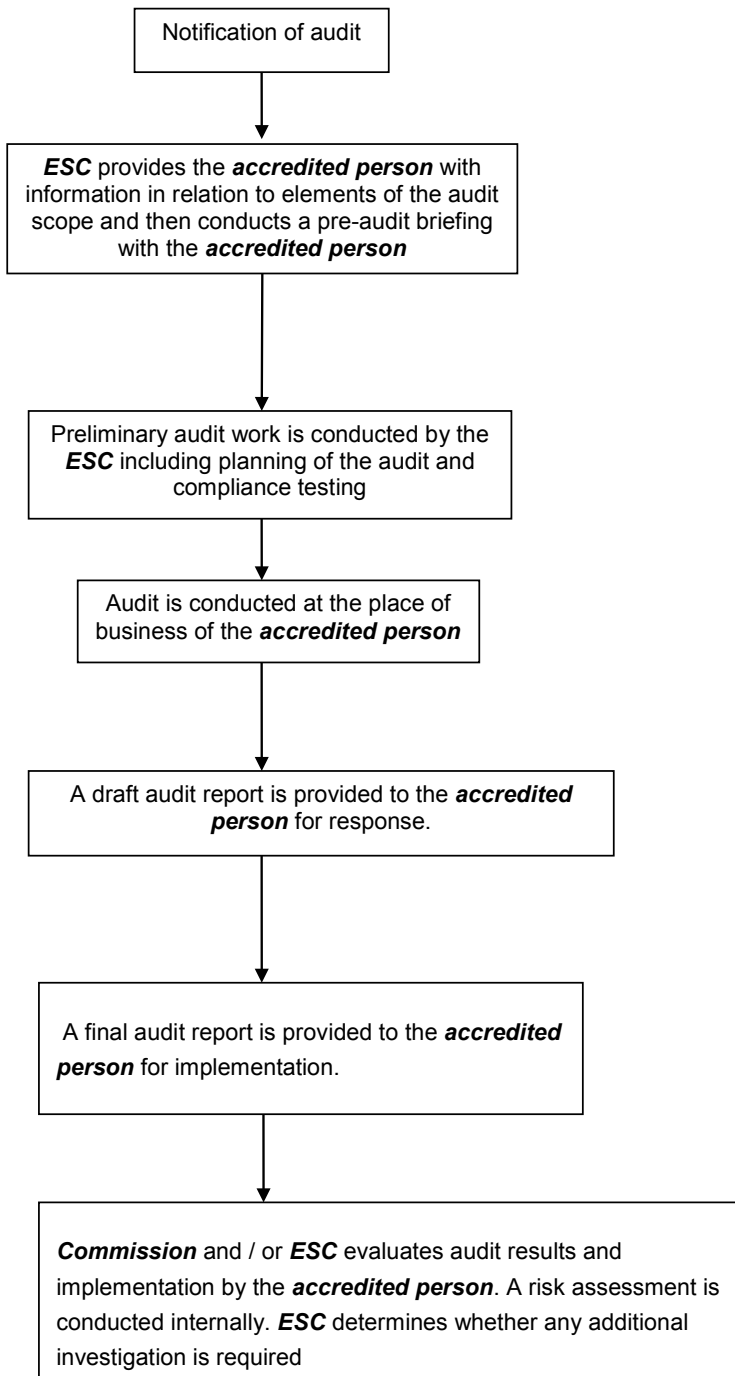 Notification of audit
ESC provides the accredited person with
information in relation to elements of the audit
scope and then conducts a pre-audit briefing
with the accredited person
Preliminary audit work is conducted by the
ESC including planning of the audit and
compliance testing
Audit is conducted at the place of
business of the accredited person
A draft audit report is provided to the accredited
person for response.
A final audit report is provided to the accredited
person for implementation.
Commission and / or ESC evaluates audit results and
implementation by the accredited person. A risk assessment is
conducted internally. ESC determines whether any additional
investigation is required